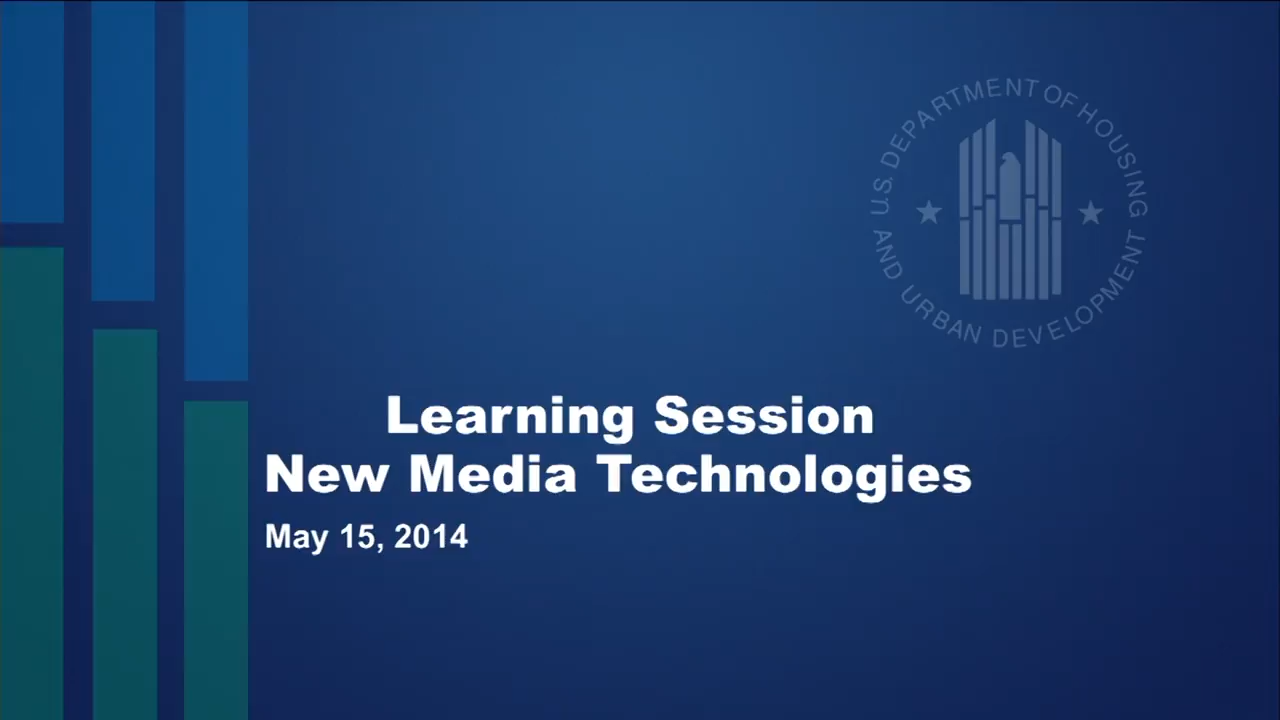 U.S. DEPARTMENT OF HOUSING
AND URBAN DEVELOPMENT
Learning Session
New Media Technologies
May 15, 2014